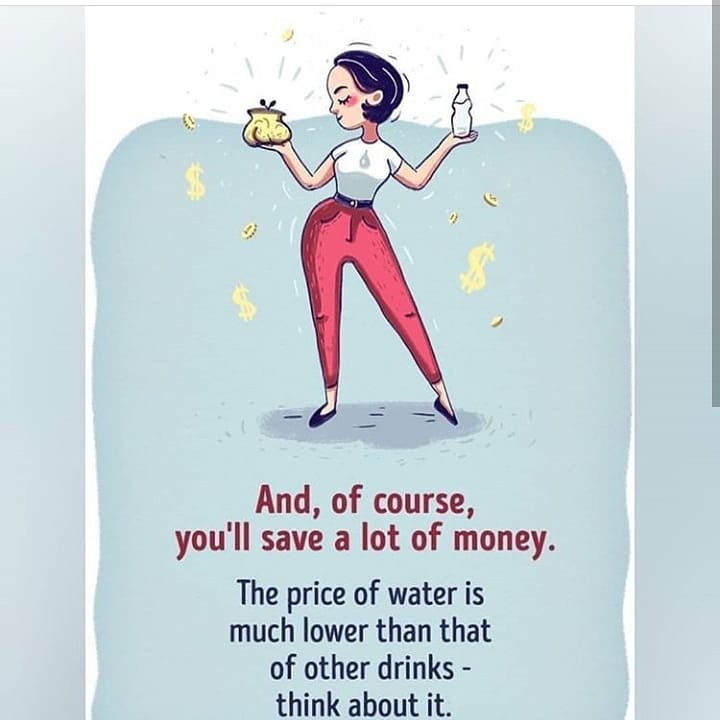 And, of course,
you'll save a lot of money.
The price of water is
much lower than that
of other drinks -
think about it.